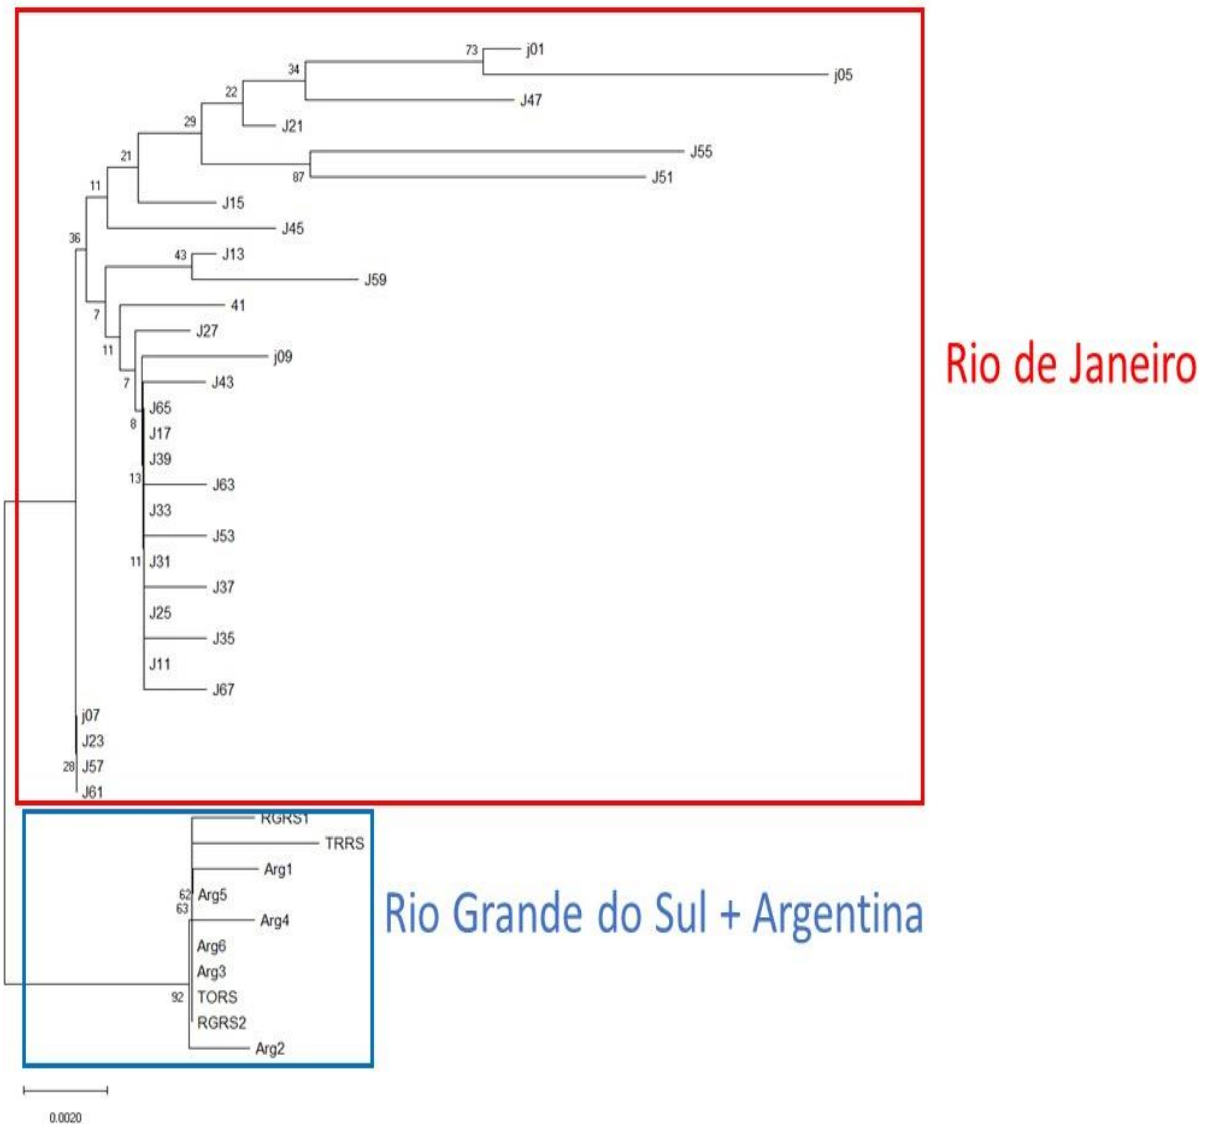 73
j01
j05
34
J47
22
J21
29
J55
87
J51
21
J15
11
J45
36
43
J13
J59
7
41
11
J27
7
j09
J43
8
J65
J17
J39
13
J63
J33
J53
11
J31
J37
J25
J35
J11
J67
j07
J23
28
J57
J61
Rio de Janeiro
RGRS1
TRRS
Arg1
62
Arg5
63
Arg4
Arg6
Arg3
92
TORS
RGRS2
Arg2
Rio Grande do Sul + Argentina
0.0020